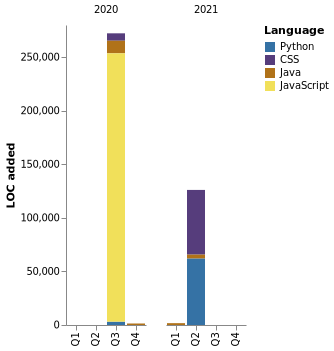 2020 2021
Language
Python
CSS
Java
JavaScript
LOC added
250,000
200,000
150,000
100,000
50,000
0
Q1 Q2 Q3 Q4 Q1 Q2 Q3 Q4